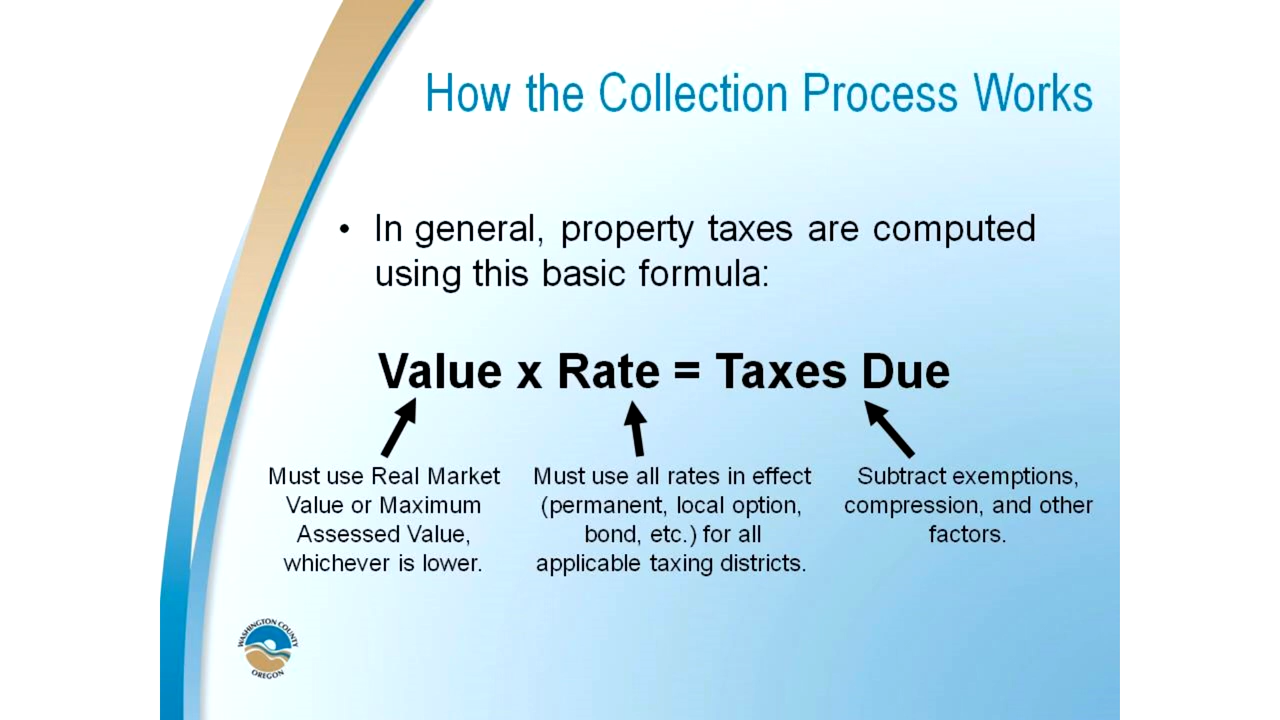 How the Collection Process Works
• In general, property taxes are computed
using this basic formula:
Value x Rate = Taxes Due
Must use Real Market
Value or Maximum
Assessed Value,
whichever is lower.
Must use all rates in effect
(permanent, local option,
bond, etc.) for all
applicable taxing districts.
Subtract exemptions,
compression, and other
factors.
WASHINGTON COUNTY
OREGON